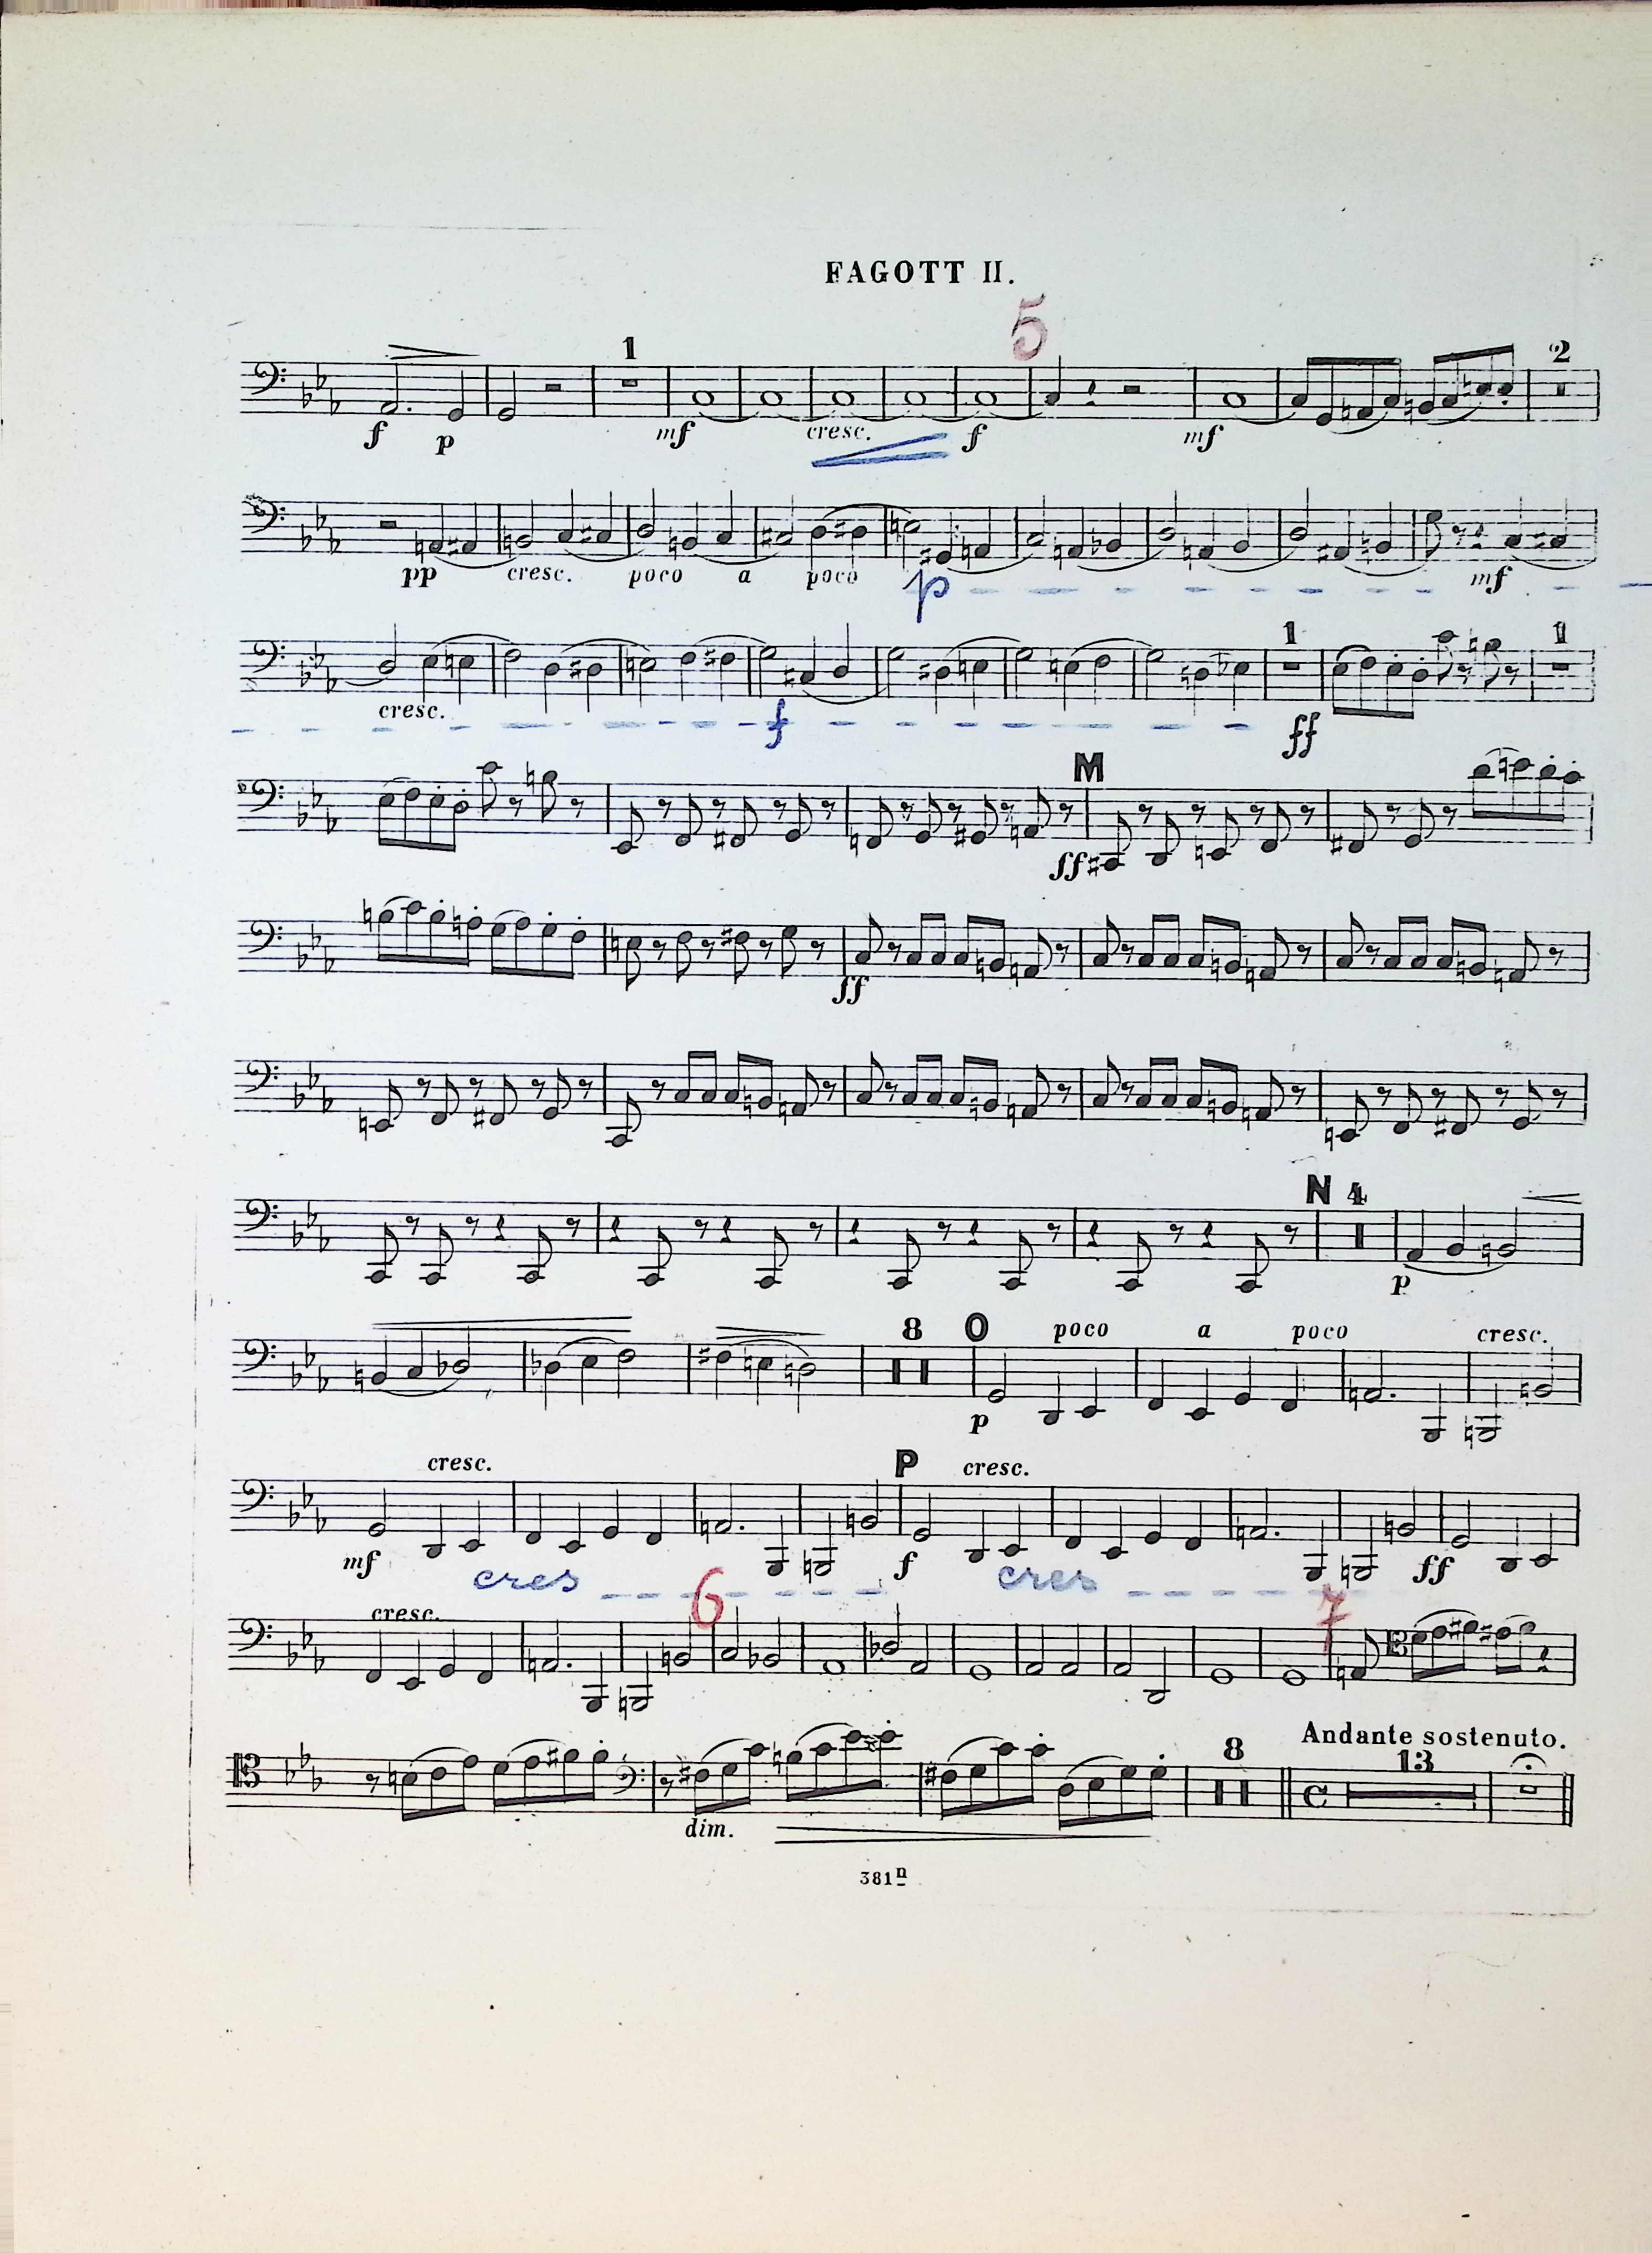 FAGOTT II.
5
1 2
f p mf cresc. f mf
pp cresc. poco a poco mf
p
1 1
cresc. ff
f
M
ff
ff
N 4
p
8 O poco a poco cresc.
p
cresc. P cresc.
mf f ff
cres cres
6 7
cresc.
Andante sostenuto.
8 13
dim.
381n